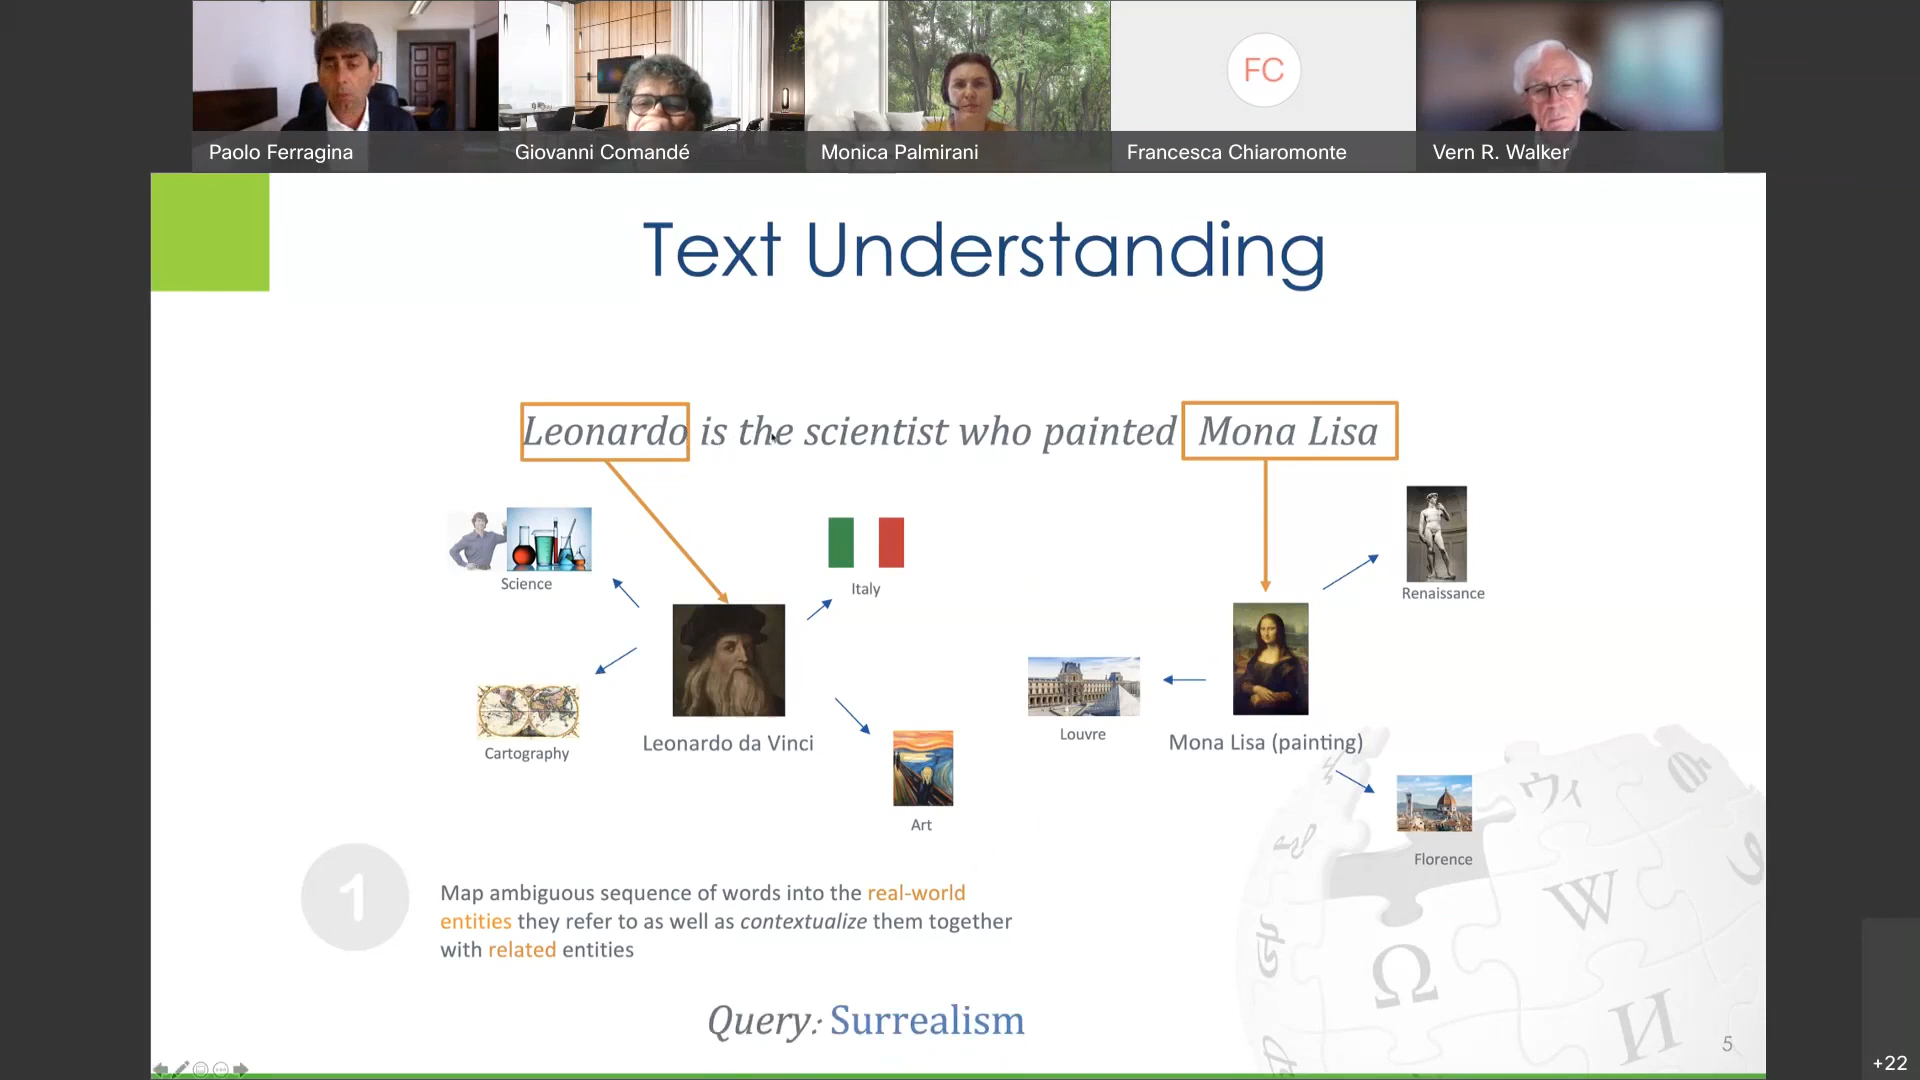 Paolo Ferragina
Giovanni Comandé
Monica Palmirani
FC
Francesca Chiaromonte
Vern R. Walker
Text Understanding
Leonardo is the scientist who painted Mona Lisa
Science
Italy
Renaissance
Cartography
Leonardo da Vinci
Louvre
Mona Lisa (painting)
Art
Florence
1
Map ambiguous sequence of words into the real-world
entities they refer to as well as contextualize them together
with related entities
Query: Surrealism
W
Ω
И
5
+22